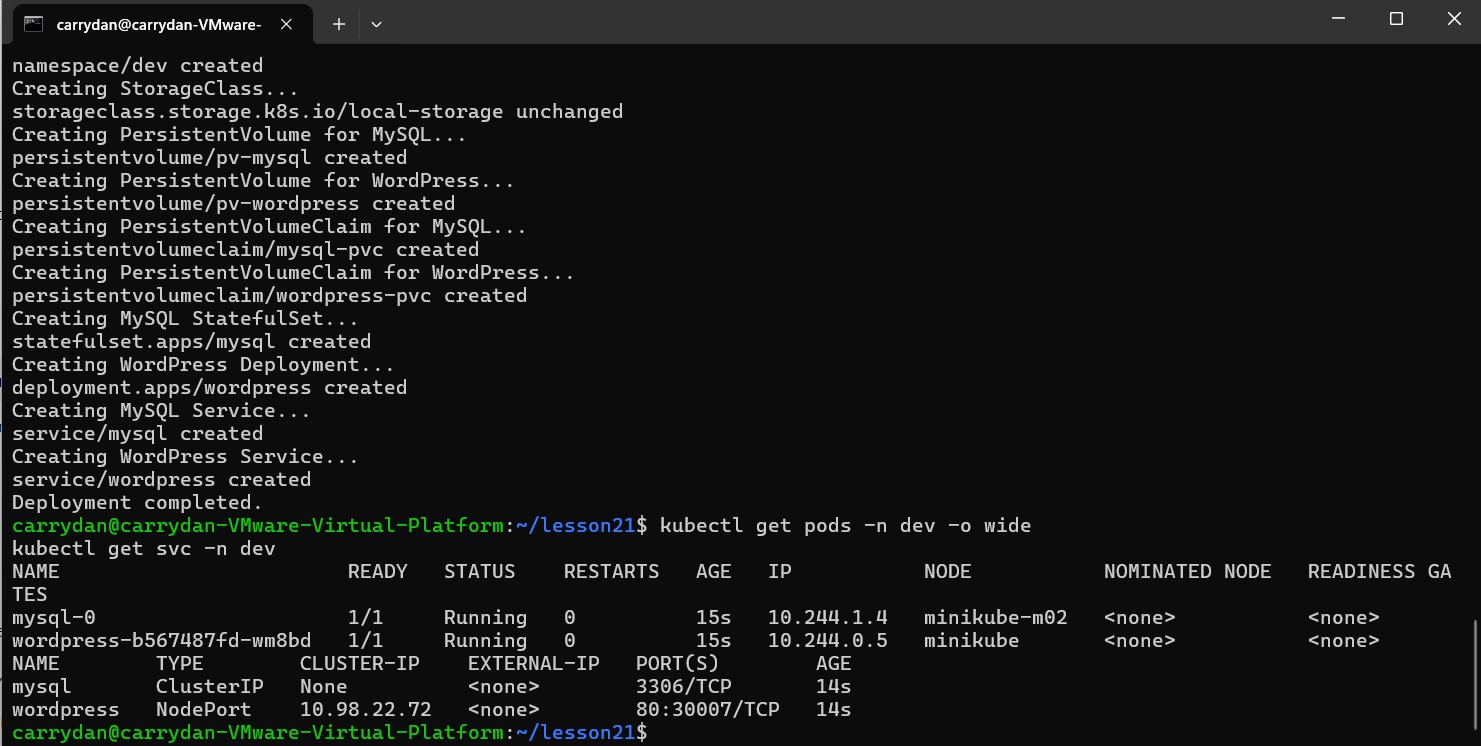 carrydan@carrydan-VMware-
namespace/dev created
Creating StorageClass...
storageclass.storage.k8s.io/local-storage unchanged
Creating PersistentVolume for MySQL...
persistentvolume/pv-mysql created
Creating PersistentVolume for WordPress...
persistentvolume/pv-wordpress created
Creating PersistentVolumeClaim for MySQL...
persistentvolumeclaim/mysql-pvc created
Creating PersistentVolumeClaim for WordPress...
persistentvolumeclaim/wordpress-pvc created
Creating MySQL StatefulSet...
statefulset.apps/mysql created
Creating WordPress Deployment...
deployment.apps/wordpress created
Creating MySQL Service...
service/mysql created
Creating WordPress Service...
service/wordpress created
Deployment completed.
carrydan@carrydan-VMware-Virtual-Platform:~/lesson21$ kubectl get pods -n dev -o wide
kubectl get svc -n dev
NAME READY STATUS RESTARTS AGE IP NODE NOMINATED NODE READINESS GA
TES
mysql-0 1/1 Running 0 15s 10.244.1.4 minikube-m02 <none> <none>
wordpress-b567487fd-wm8bd 1/1 Running 0 15s 10.244.0.5 minikube <none> <none>
NAME TYPE CLUSTER-IP EXTERNAL-IP PORT(S) AGE
mysql ClusterIP None <none> 3306/TCP 14s
wordpress NodePort 10.98.22.72 <none> 80:30007/TCP 14s
carrydan@carrydan-VMware-Virtual-Platform:~/lesson21$